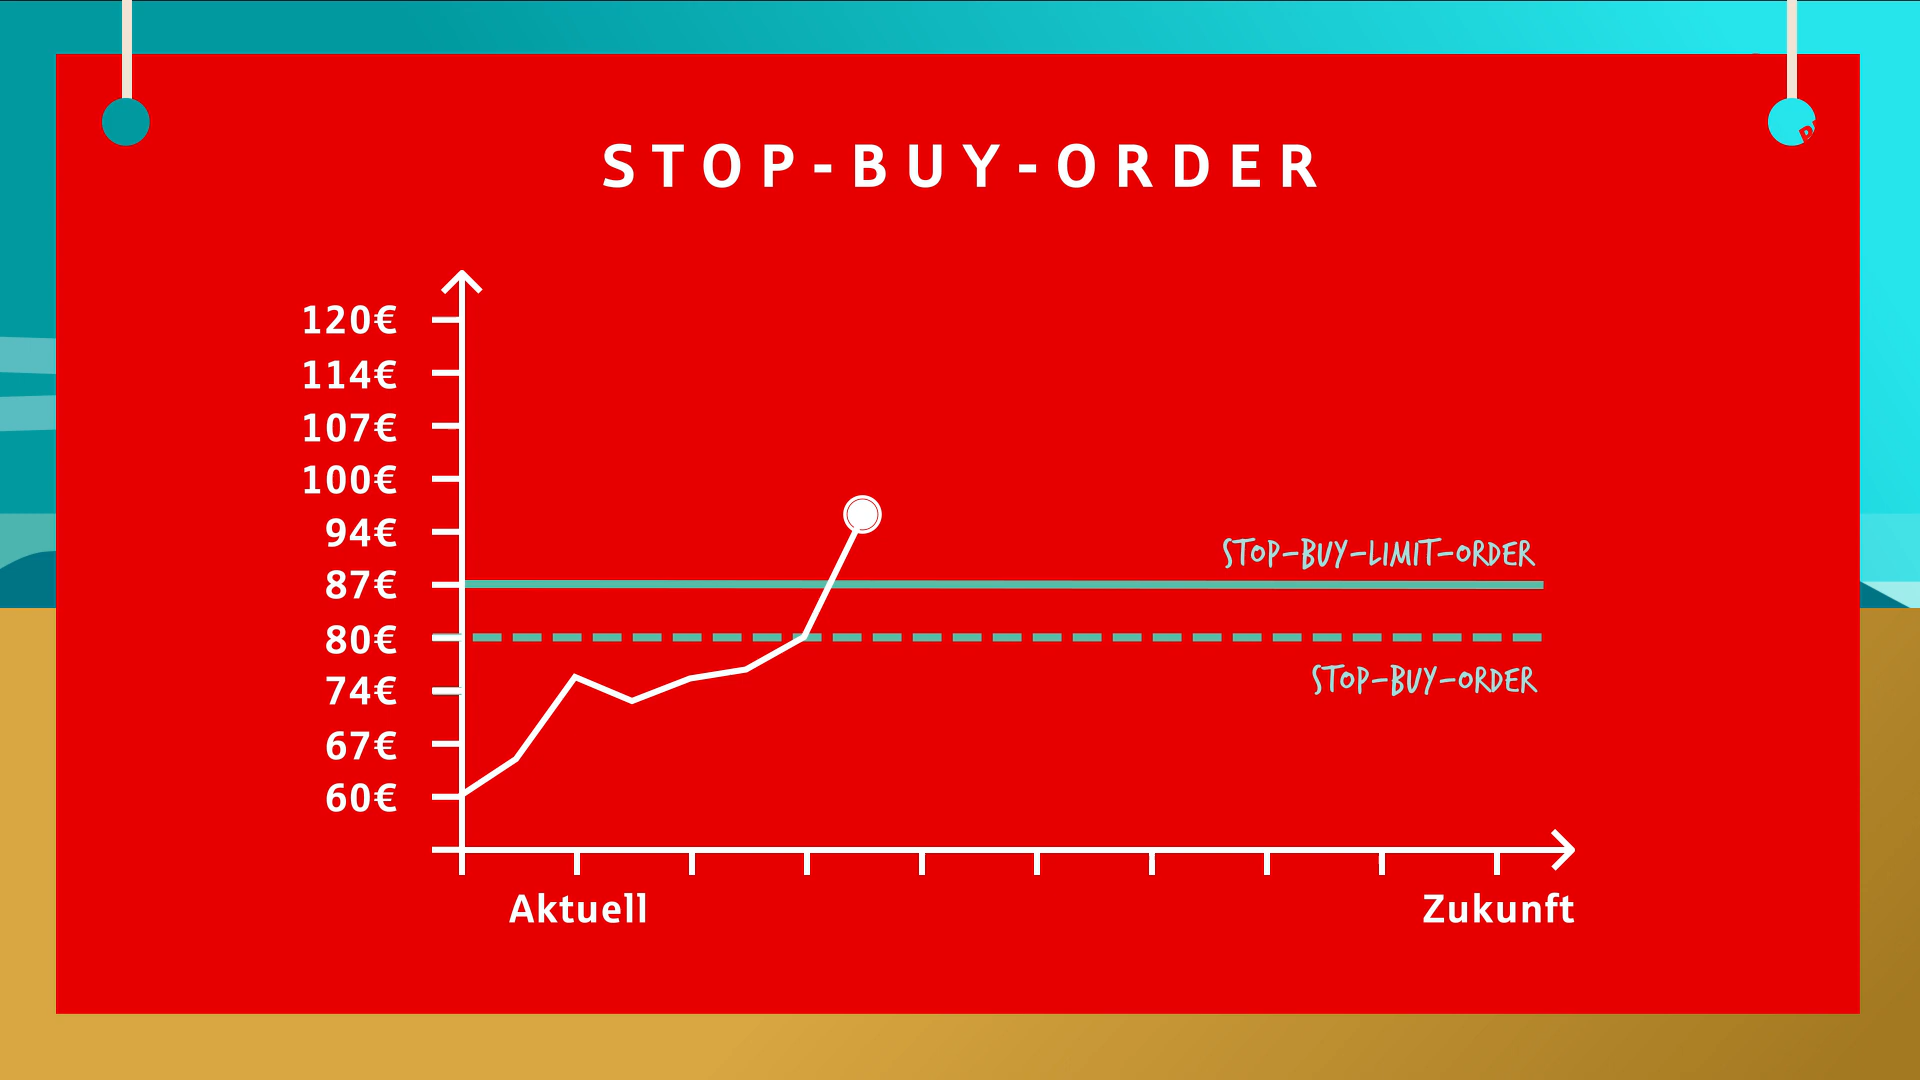 STOP-BUY-ORDER
120€
114€
107€
100€
94€
87€
80€
74€
67€
60€
STOP-BUY-LIMIT-ORDER
STOP-BUY-ORDER
Aktuell
Zukunft